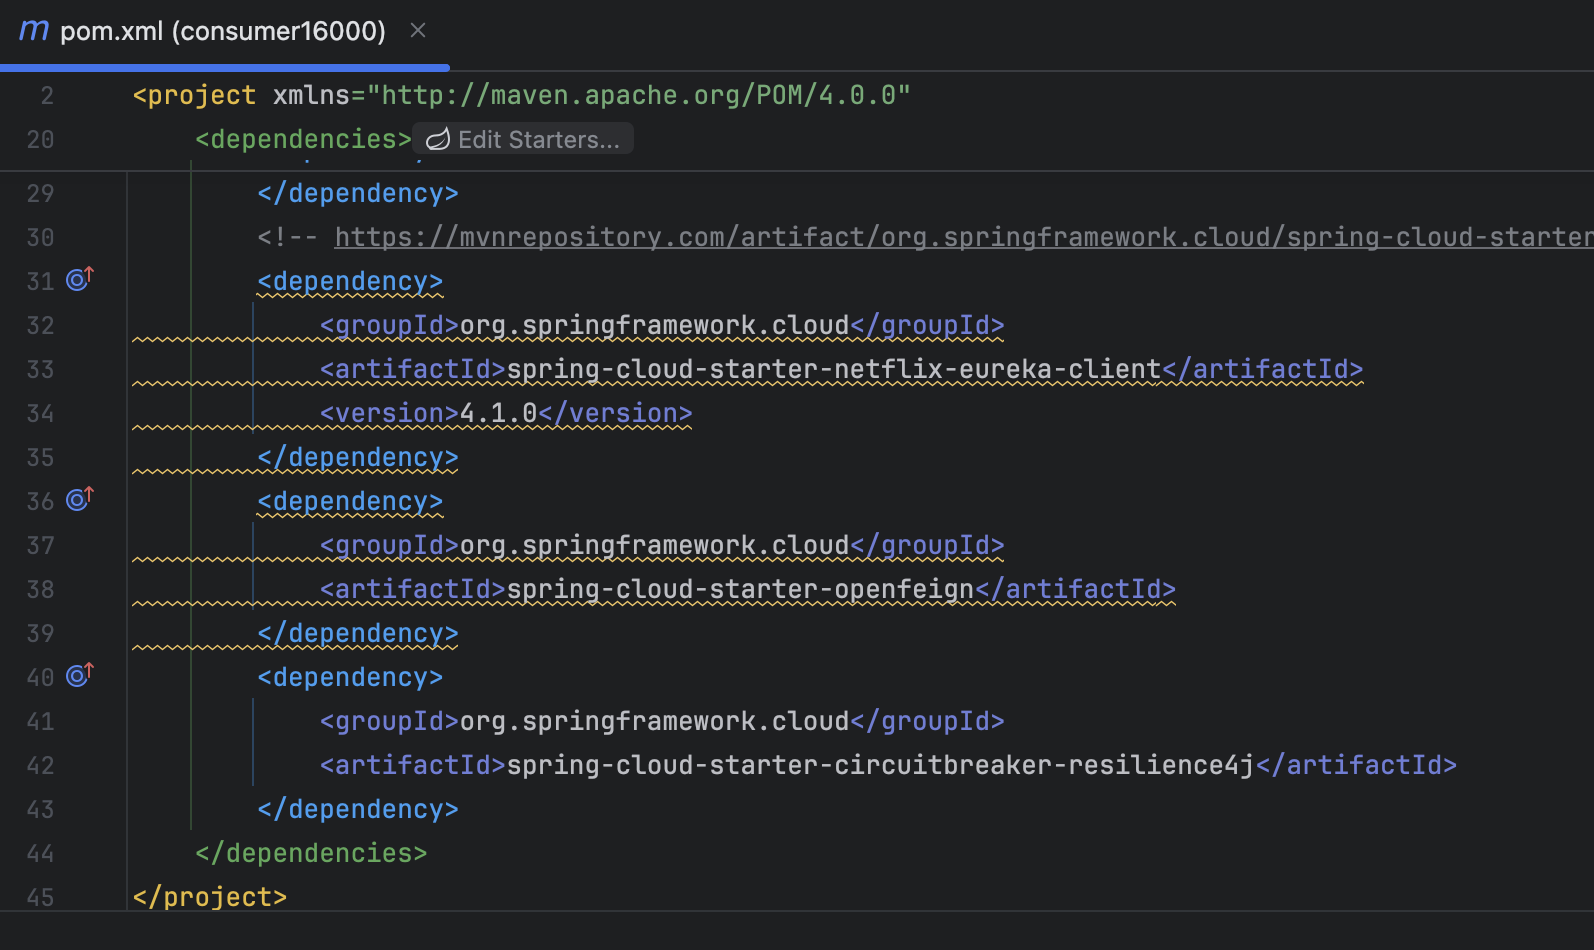 m pom.xml (consumer16000) ×
2 <project xmlns="http://maven.apache.org/POM/4.0.0"
20 <dependencies> Edit Starters...
29 </dependency>
30 <!-- https://mvnrepository.com/artifact/org.springframework.cloud/spring-cloud-starter
31 <dependency>
32 <groupId>org.springframework.cloud</groupId>
33 <artifactId>spring-cloud-starter-netflix-eureka-client</artifactId>
34 <version>4.1.0</version>
35 </dependency>
36 <dependency>
37 <groupId>org.springframework.cloud</groupId>
38 <artifactId>spring-cloud-starter-openfeign</artifactId>
39 </dependency>
40 <dependency>
41 <groupId>org.springframework.cloud</groupId>
42 <artifactId>spring-cloud-starter-circuitbreaker-resilience4j</artifactId>
43 </dependency>
44 </dependencies>
45 </project>